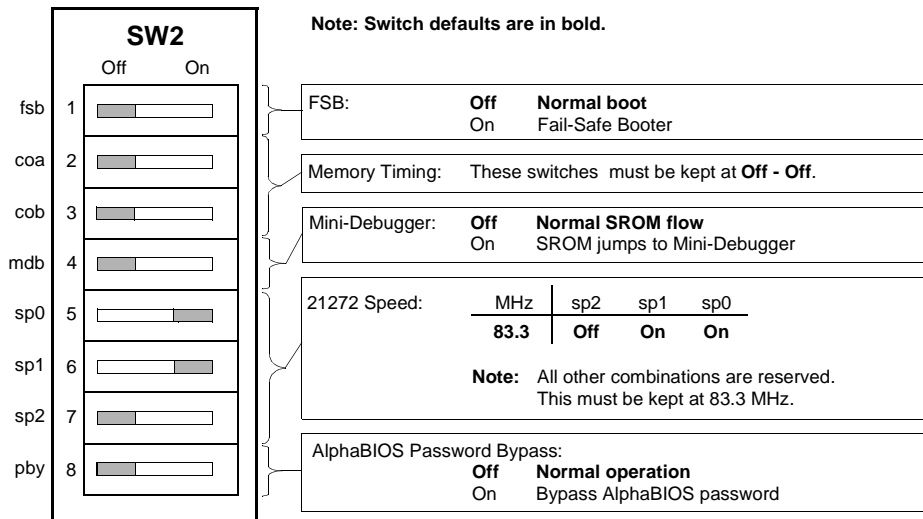 SW2
Off On
fsb 1
coa 2
cob 3
mdb 4
sp0 5
sp1 6
sp2 7
pby 8
Note: Switch defaults are in bold.
FSB: Off Normal boot
On Fail-Safe Booter
Memory Timing: These switches must be kept at Off - Off.
Mini-Debugger: Off Normal SROM flow
On SROM jumps to Mini-Debugger
21272 Speed: MHz sp2 sp1 sp0
83.3 Off On On
Note: All other combinations are reserved.
This must be kept at 83.3 MHz.
AlphaBIOS Password Bypass:
Off Normal operation
On Bypass AlphaBIOS password